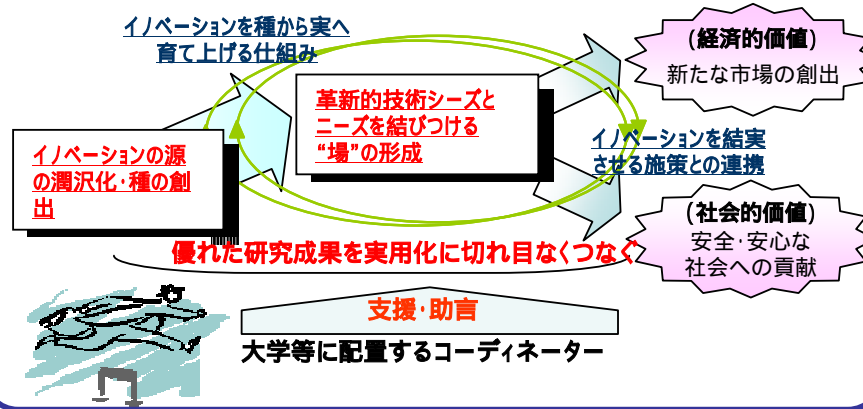 イノベーションを種から実へ
育て上げる仕組み
(経済的価値)
新たな市場の創出
革新的技術シーズと
ニーズを結びつける
“場”の形成
イノベーションの源
の潤沢化・種の創
出
イノベーションを結実
させる施策との連携
(社会的価値)
安全・安心な
社会への貢献
優れた研究成果を実用化に切れ目なくつなぐ
支援・助言
大学等に配置するコーディネーター